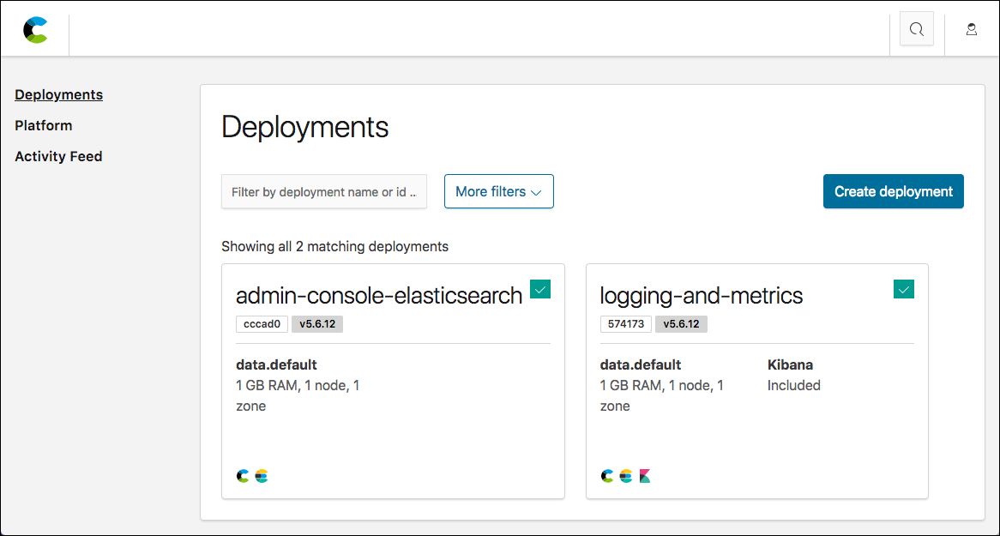 Deployments
Platform
Activity Feed
Deployments
Filter by deployment name or id ..
More filters
Create deployment
Showing all 2 matching deployments
admin-console-elasticsearch
cccad0
v5.6.12
data.default
1 GB RAM, 1 node, 1
zone
logging-and-metrics
574173
v5.6.12
data.default
1 GB RAM, 1 node, 1
zone
Kibana
Included